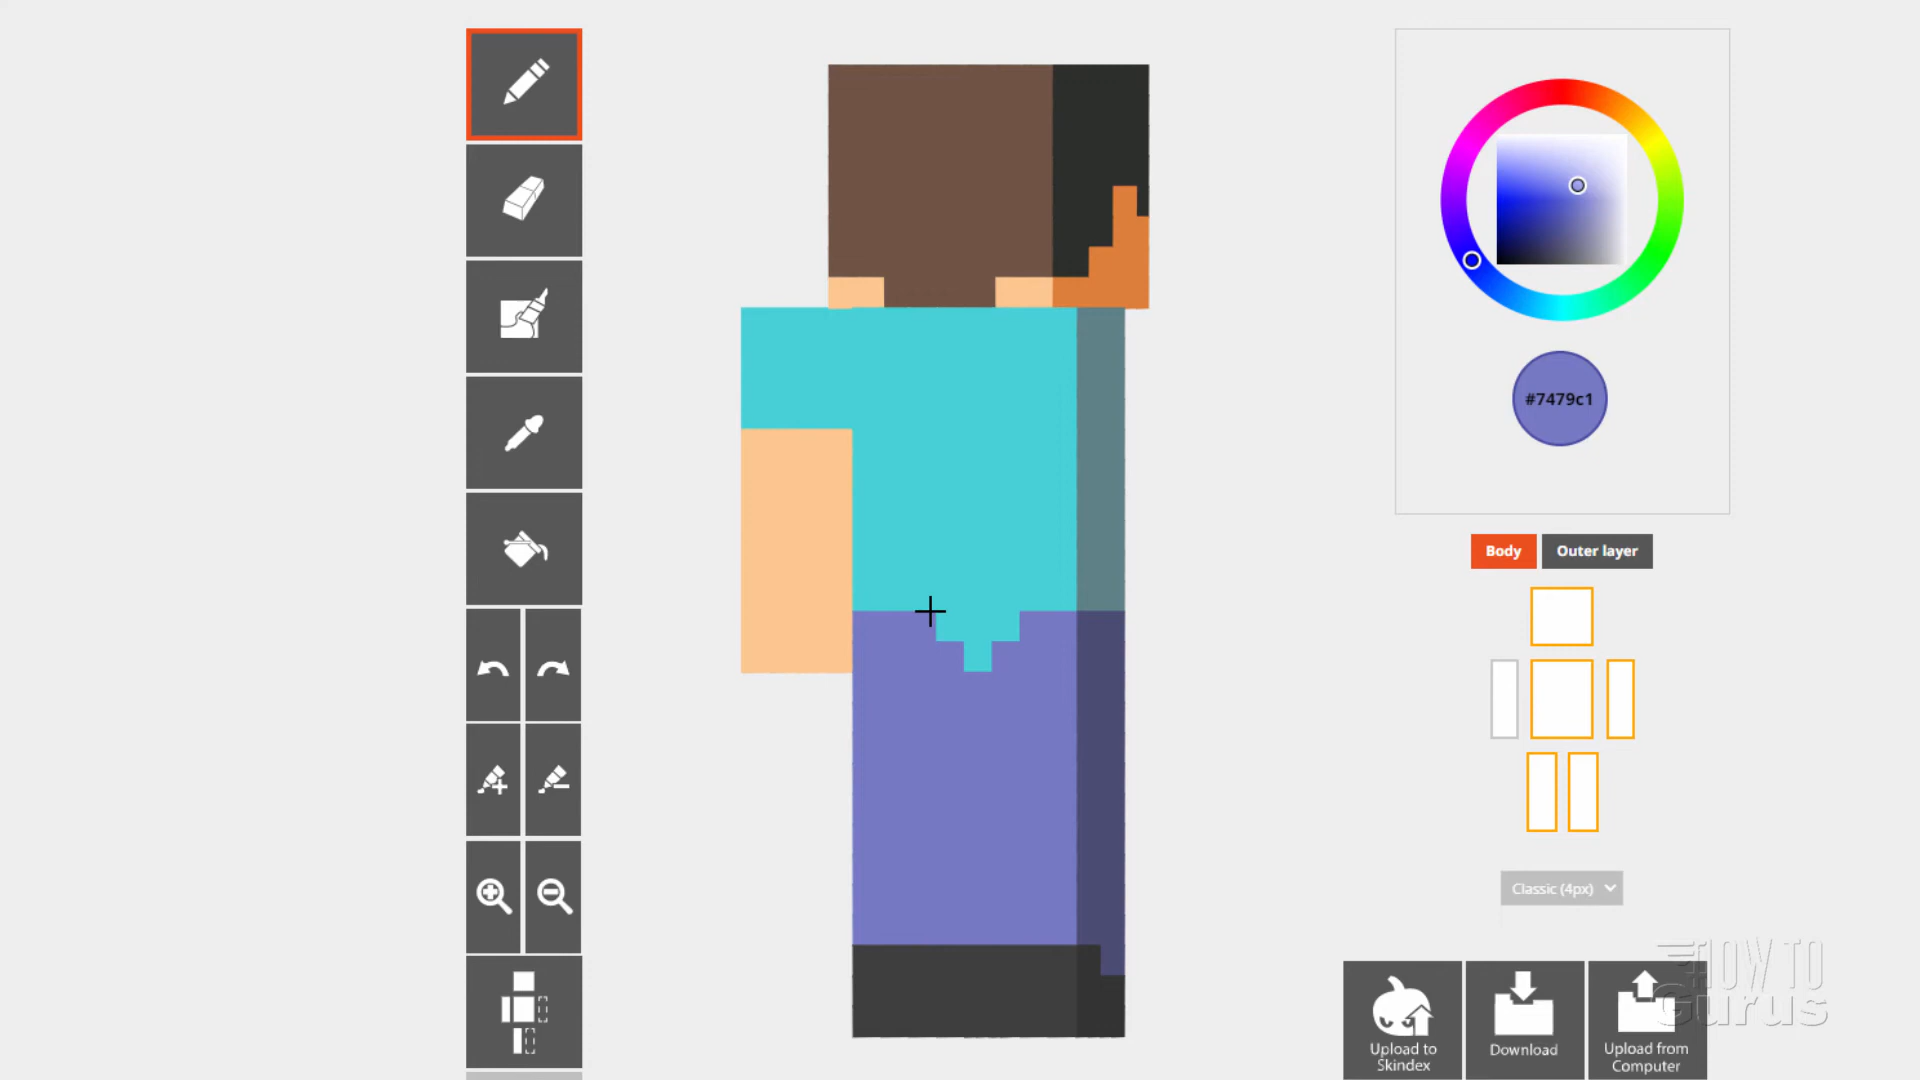 #7479c1
Body
Outer layer
Classic (4px)
HOW TO
Gurus
Upload to
Skindex
Download
Upload from
Computer